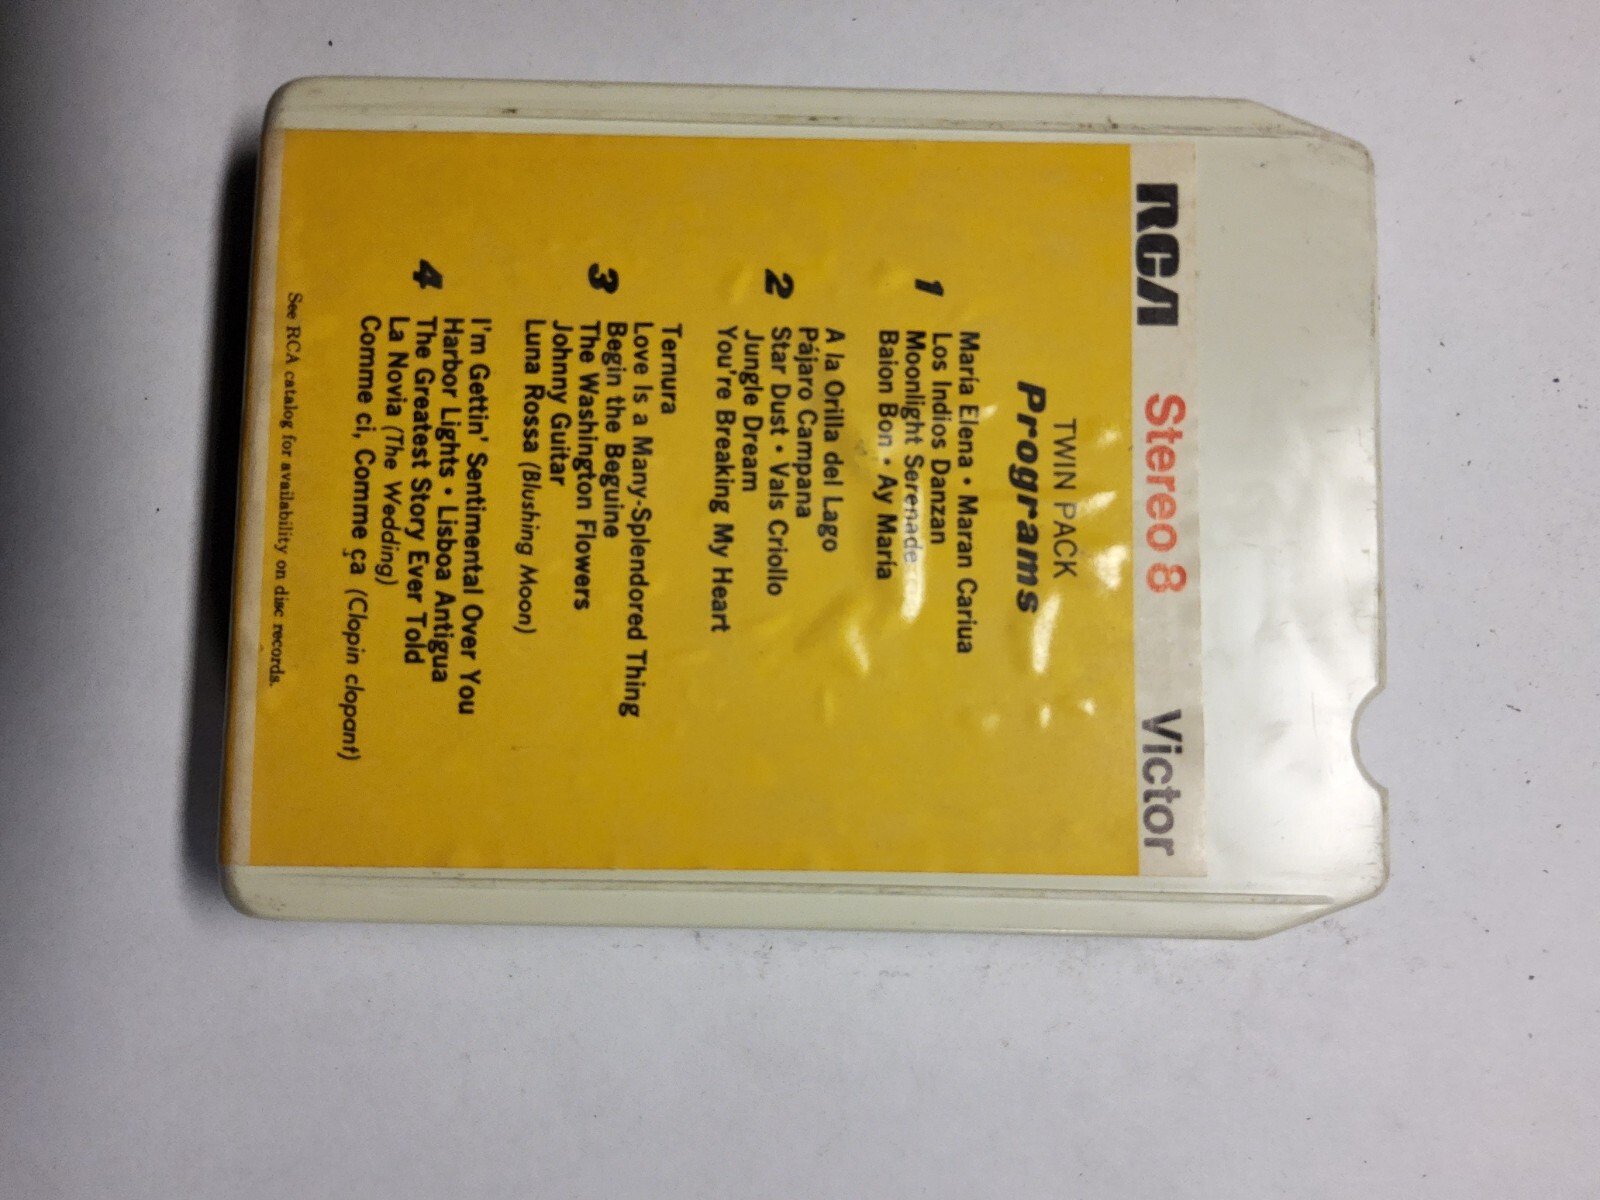 RCA Stereo 8 Victor
TWIN PACK
Programs
1
María Elena • Maran Cariua
Los Indios Danzan
Moonlight Serenade
Baion Bon • Ay María
2
A la Orilla del Lago
Pájaro Campana
Star Dust • Vals Criollo
Jungle Dream
You're Breaking My Heart
3
Ternura
Love Is a Many-Splendored Thing
Begin the Beguine
The Washington Flowers
Johnny Guitar
Luna Rossa (Blushing Moon)
4
I'm Gettin' Sentimental Over You
Harbor Lights • Lisboa Antigua
The Greatest Story Ever Told
La Novia (The Wedding)
Comme ci, Comme ça (Clopin clopant)
See RCA catalog for availability on disc records.